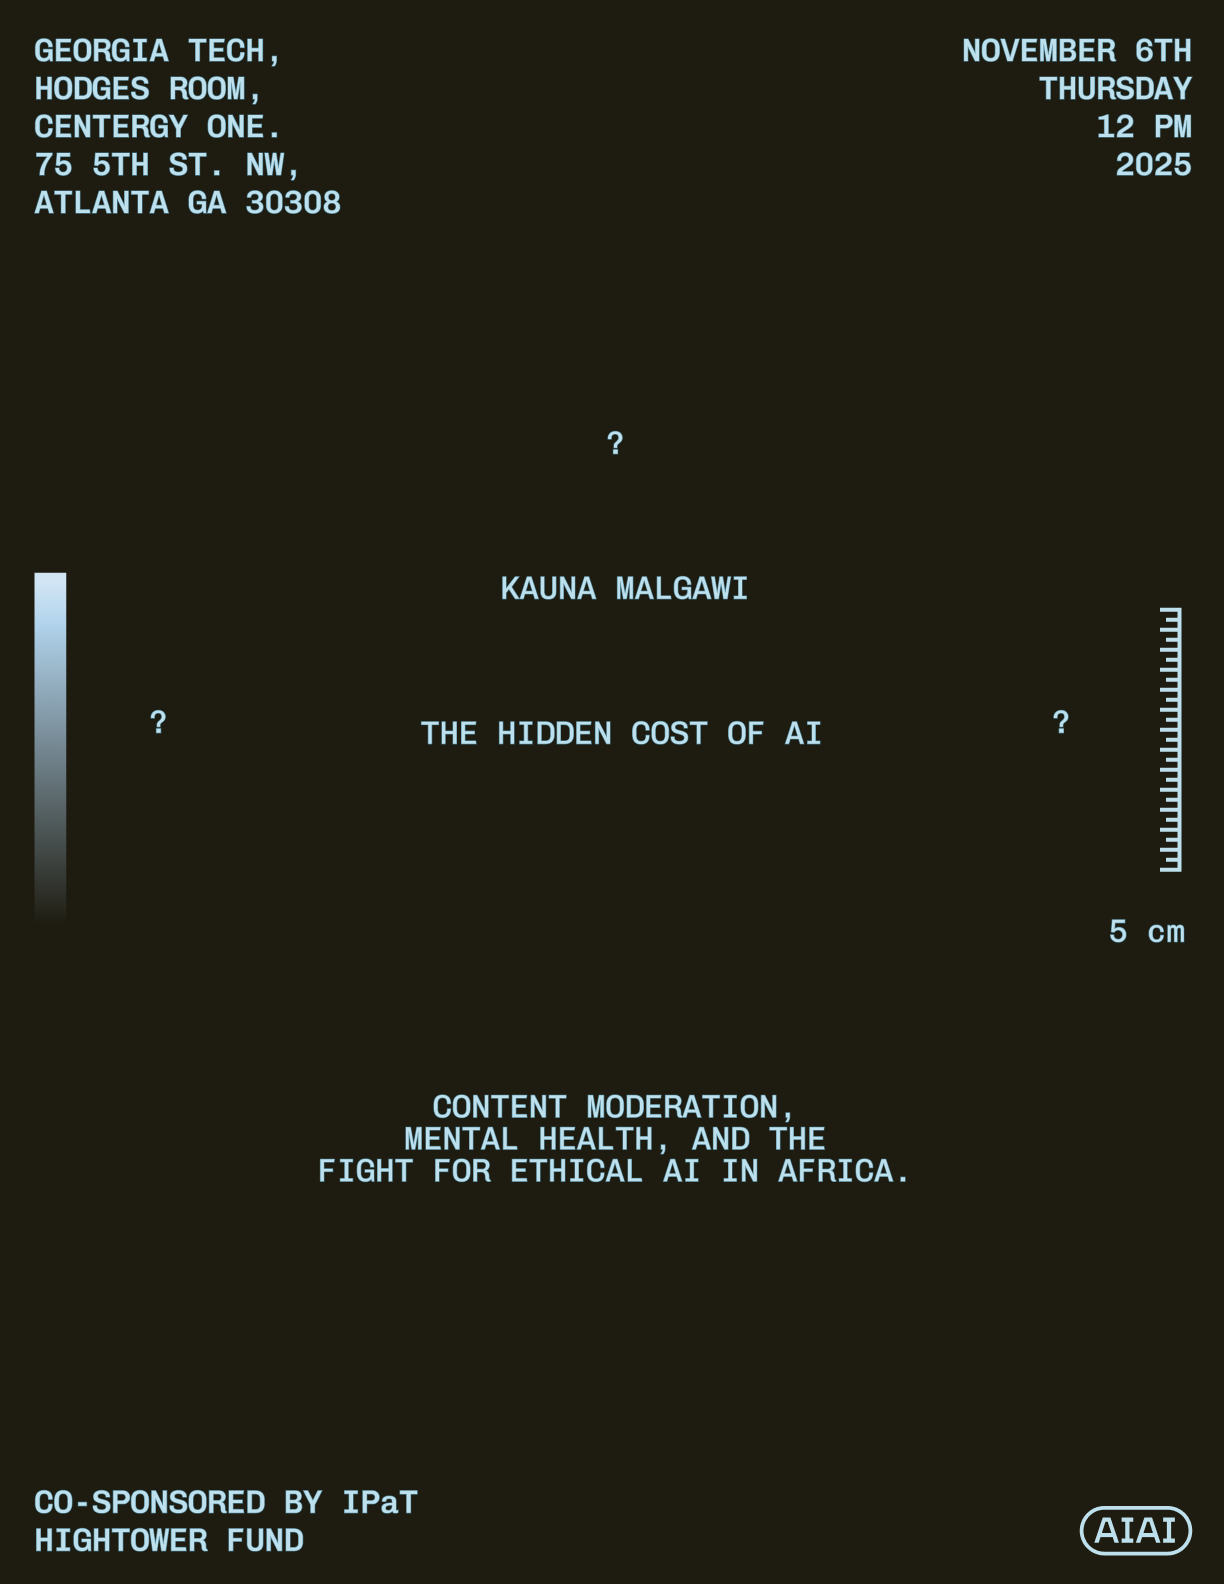 GEORGIA TECH,
HODGES ROOM,
CENTERGY ONE.
75 5TH ST. NW,
ATLANTA GA 30308
NOVEMBER 6TH
THURSDAY
12 PM
2025
?
KAUNA MALGAWI
?
THE HIDDEN COST OF AI
?
5 cm
CONTENT MODERATION,
MENTAL HEALTH, AND THE
FIGHT FOR ETHICAL AI IN AFRICA.
CO-SPONSORED BY IPaT
HIGHTOWER FUND
AIAI